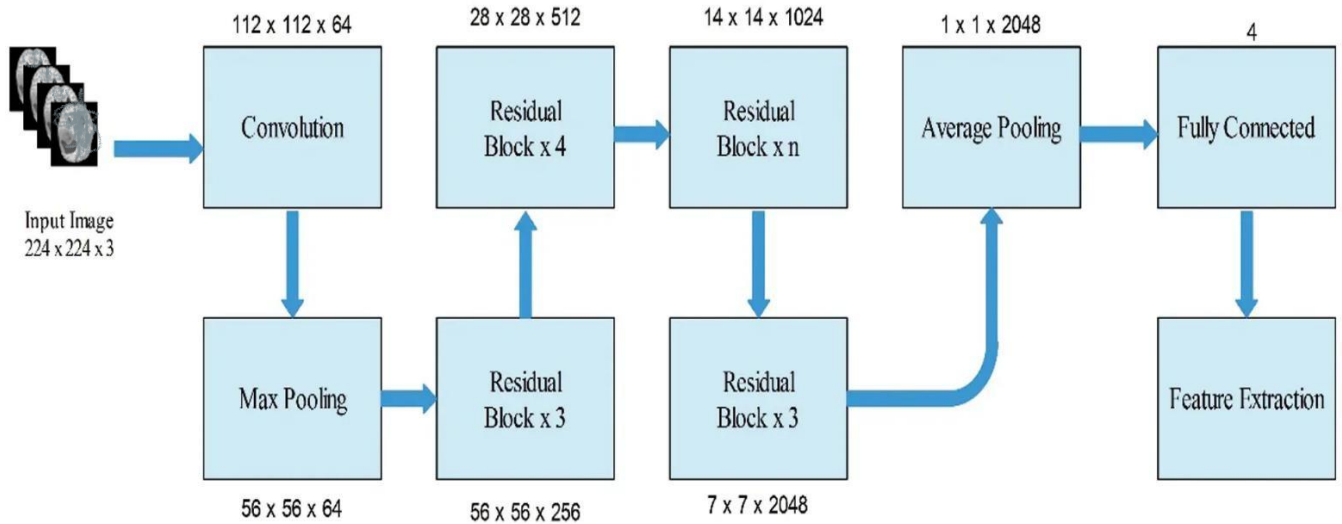 112 x 112 x 64
28 x 28 x 512
14 x 14 x 1024
1 x 1 x 2048
4
Convolution
Residual
Block x 4
Residual
Block x n
Average Pooling
Fully Connected
Input Image
224 x 224 x 3
Max Pooling
Residual
Block x 3
Residual
Block x 3
Feature Extraction
56 x 56 x 64
56 x 56 x 256
7 x 7 x 2048